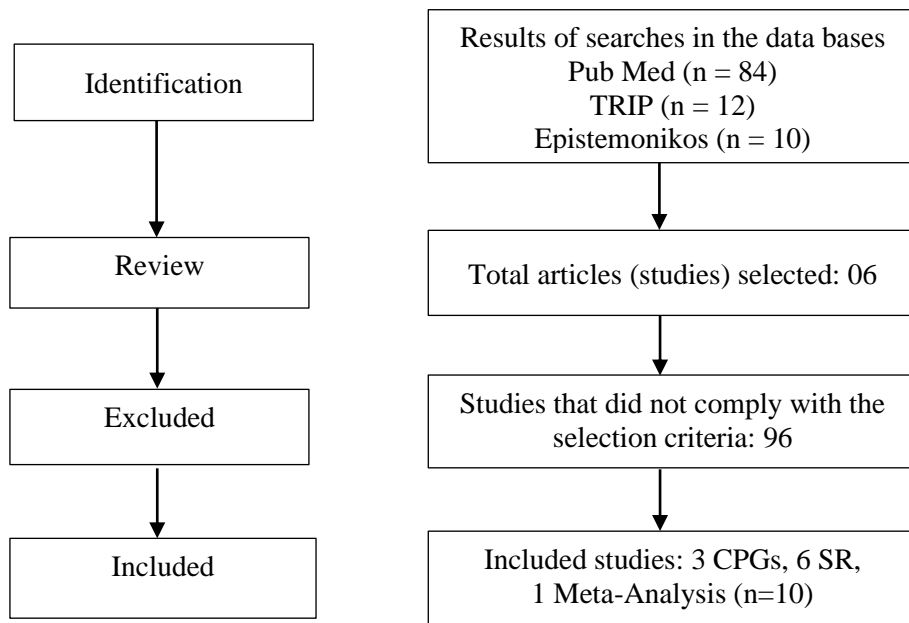 Identification
Results of searches in the data bases
Pub Med (n = 84)
TRIP (n = 12)
Epistemonikos (n = 10)
Review
Total articles (studies) selected: 06
Excluded
Studies that did not comply with the
selection criteria: 96
Included
Included studies: 3 CPGs, 6 SR,
1 Meta-Analysis (n=10)